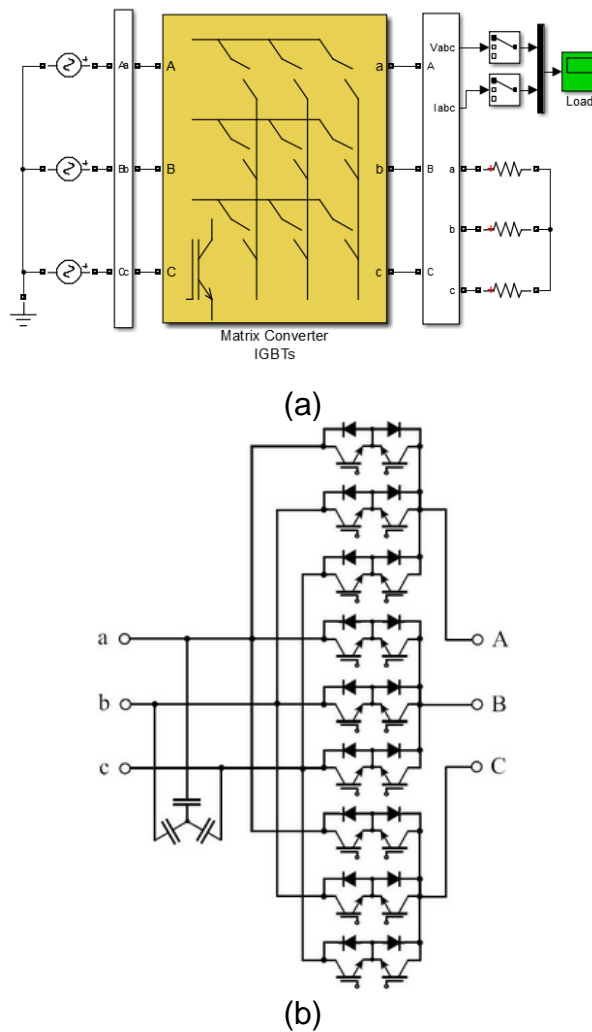 Vabc
Iabc
Load
Aa
A
a
A
Bb
B
b
B
a
b
Cc
C
c
C
c
+
+
+
+
+
+
Matrix Converter
IGBTs
(a)
a
A
b
B
c
C
(b)